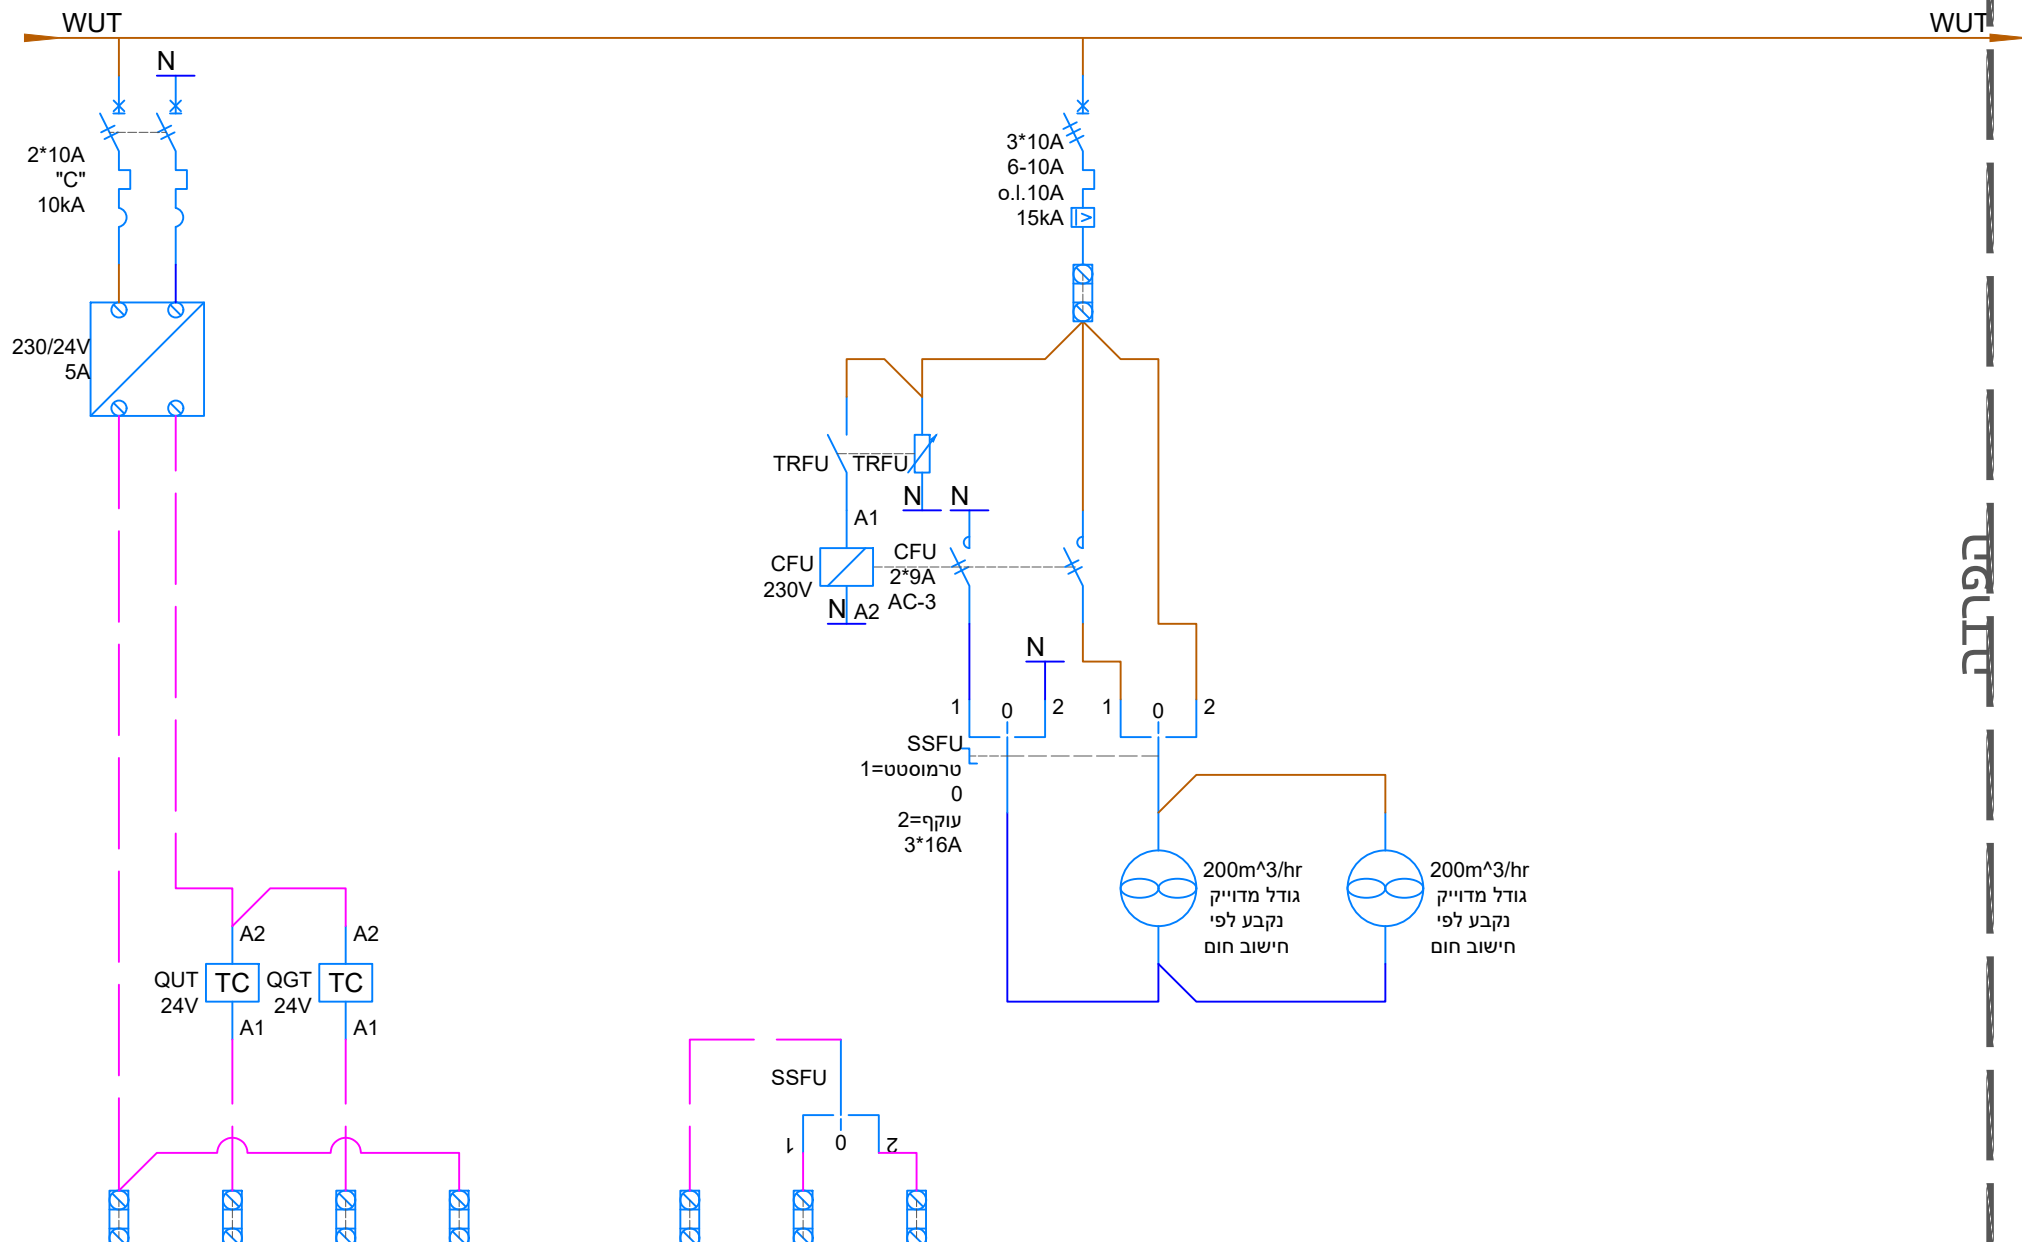 WUT
WUT
N
2*10A
"C"
10kA
3*10A
6-10A
o.l.10A
15kA
230/24V
5A
TRFU
TRFU
N
N
A1
CFU
230V
N
A2
CFU
2*9A
AC-3
הפרדה
N
1
0
2
1
0
2
SSFU
טרמוסטט=1
0
עוקף=2
3*16A
200m^3/hr
גודל מדוייק
נקבע לפי
חישוב חום
200m^3/hr
גודל מדוייק
נקבע לפי
חישוב חום
A2
A2
QUT
24V
TC
QGT
24V
TC
A1
A1
SSFU
1
0
2